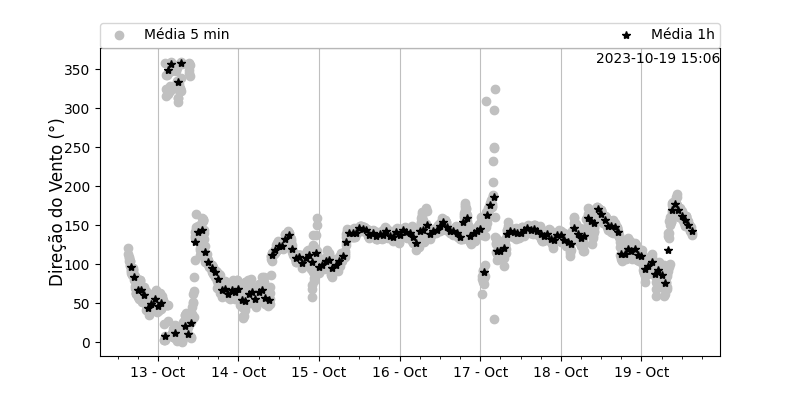 Média 5 min
Média 1h
2023-10-19 15:06
Direção do Vento (°)
350
300
250
200
150
100
50
0
13 - Oct
14 - Oct
15 - Oct
16 - Oct
17 - Oct
18 - Oct
19 - Oct